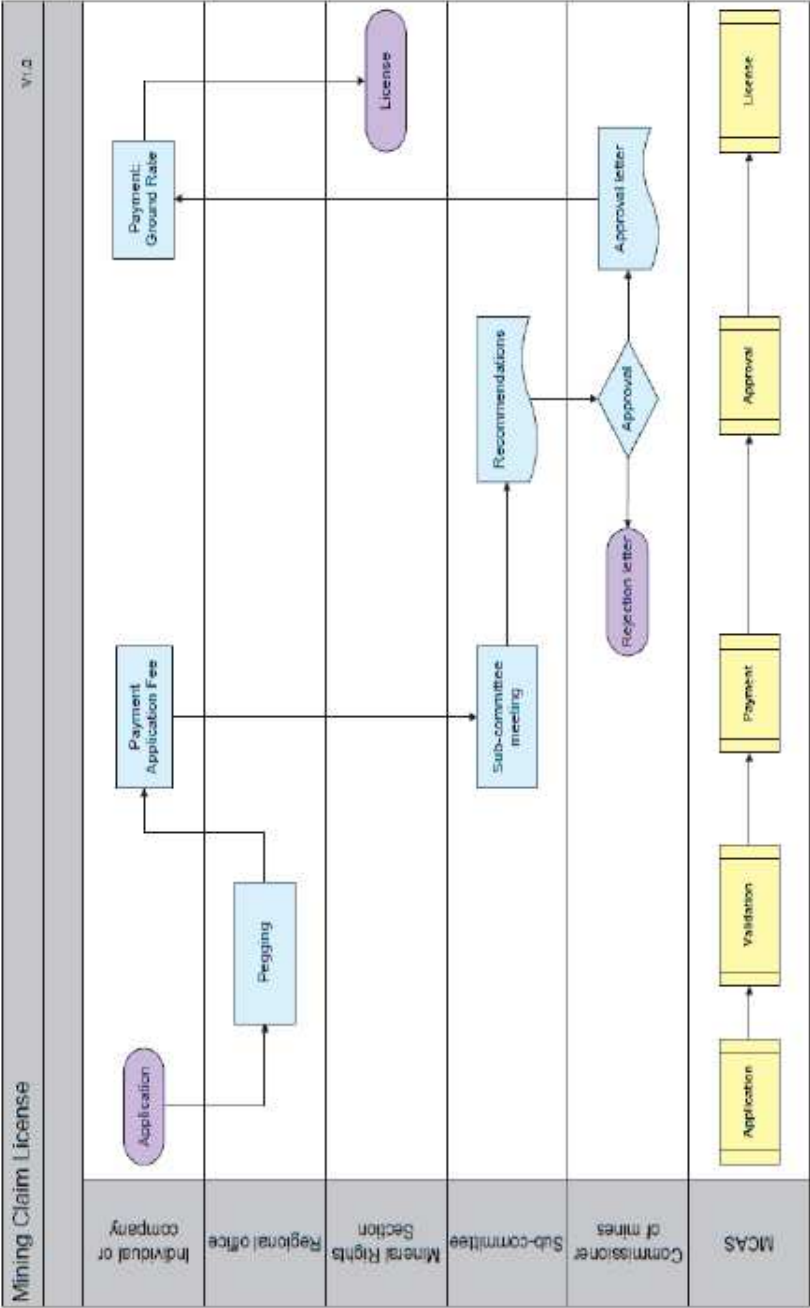 Mining Claim License
V1.0
Individual or
company
Application
Payment
Application Fee
Payment:
Ground Rate
Regional office
Pegging
Mineral Rights
Section
License
Sub-committee
Sub-committee
meeting
Recommendations
Commissioner
of mines
Rejection letter
Approval
Approval letter
MCAS
Application
Validation
Payment
Approval
License